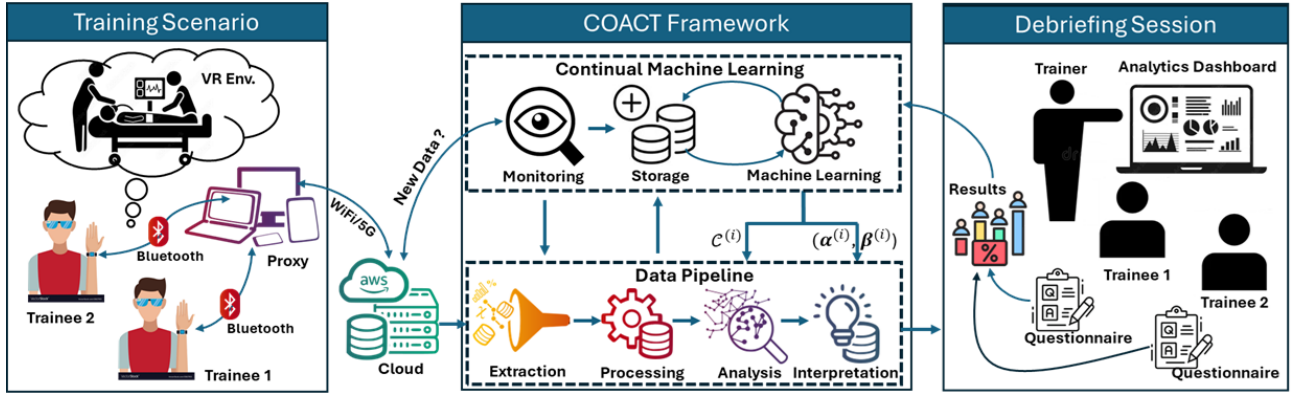 Training Scenario
VR Env.
Bluetooth
Proxy
Trainee 2
Bluetooth
Trainee 1
WiFi/5G
New Data ?
aws
Cloud
COACT Framework
Continual Machine Learning
Monitoring
Storage
Machine Learning
𝒞⁽ⁱ⁾
(𝜶⁽ⁱ⁾, 𝜷⁽ⁱ⁾)
Data Pipeline
Extraction
Processing
Analysis
Interpretation
Debriefing Session
Trainer
Analytics Dashboard
Results
%
Trainee 1
Trainee 2
Q
A
Questionnaire
Q
A
Questionnaire